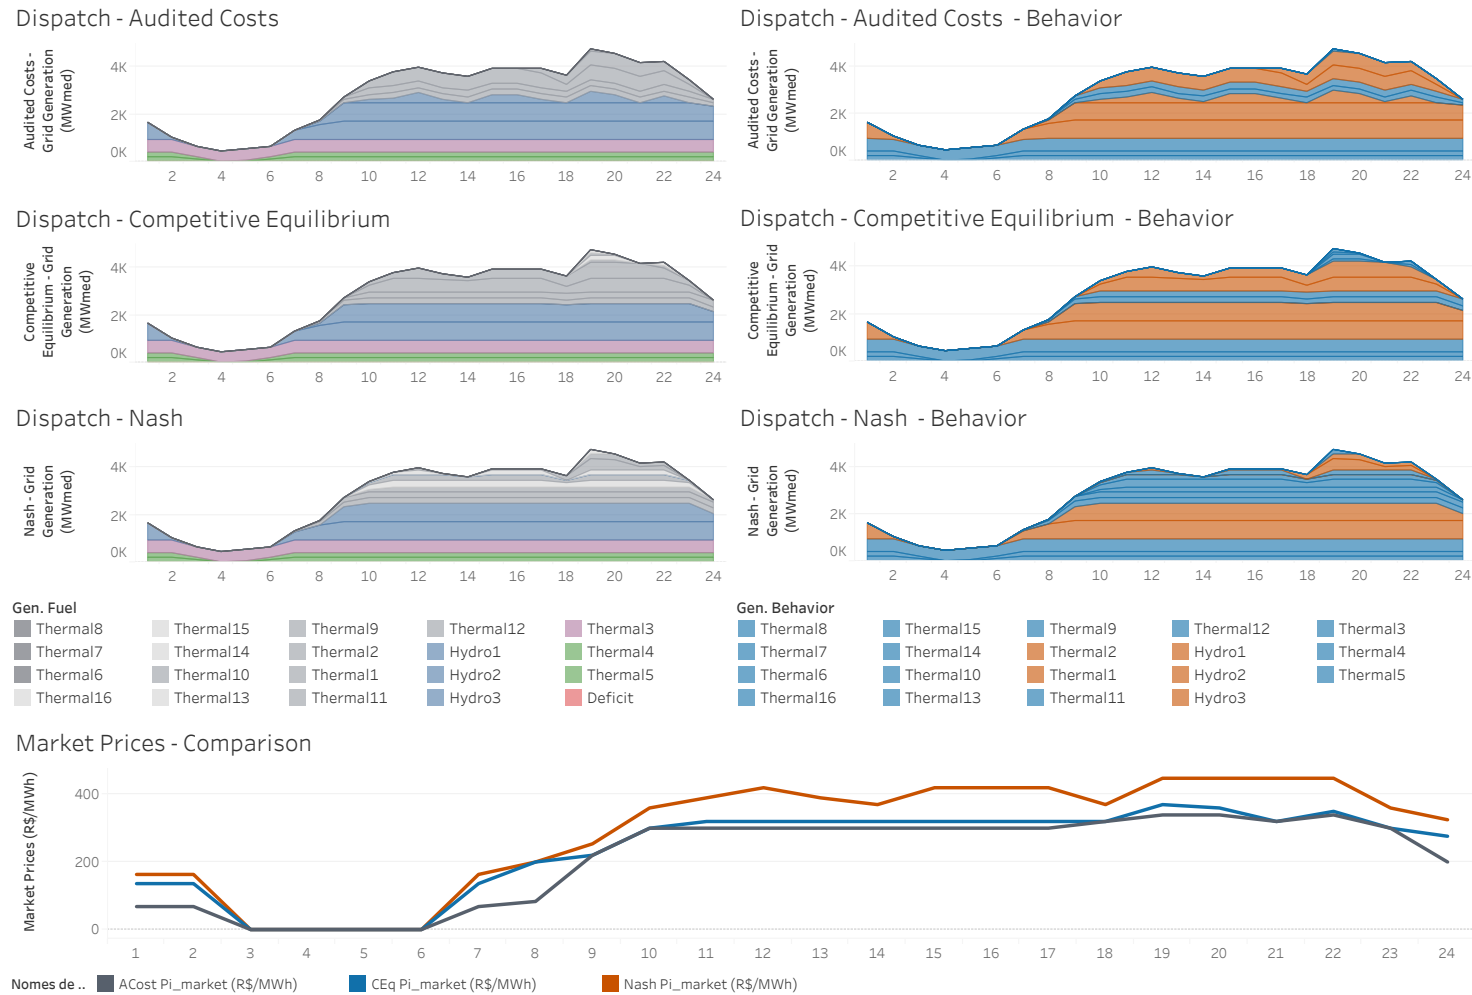 Dispatch - Audited Costs
Audited Costs -
Grid Generation
(MWmed)
4K
2K
0K
2 4 6 8 10 12 14 16 18 20 22 24
Dispatch - Audited Costs - Behavior
Audited Costs -
Grid Generation
(MWmed)
4K
2K
0K
2 4 6 8 10 12 14 16 18 20 22 24
Dispatch - Competitive Equilibrium
Competitive
Equilibrium - Grid
Generation
(MWmed)
4K
2K
0K
2 4 6 8 10 12 14 16 18 20 22 24
Dispatch - Competitive Equilibrium - Behavior
Competitive
Equilibrium - Grid
Generation
(MWmed)
4K
2K
0K
2 4 6 8 10 12 14 16 18 20 22 24
Dispatch - Nash
Nash - Grid
Generation
(MWmed)
4K
2K
0K
2 4 6 8 10 12 14 16 18 20 22 24
Dispatch - Nash - Behavior
Nash - Grid
Generation
(MWmed)
4K
2K
0K
2 4 6 8 10 12 14 16 18 20 22 24
Gen. Fuel
Thermal8 Thermal15 Thermal9 Thermal12 Thermal3
Thermal7 Thermal14 Thermal2 Hydro1 Thermal4
Thermal6 Thermal10 Thermal1 Hydro2 Thermal5
Thermal16 Thermal13 Thermal11 Hydro3 Deficit
Gen. Behavior
Thermal8 Thermal15 Thermal9 Thermal12 Thermal3
Thermal7 Thermal14 Thermal2 Hydro1 Thermal4
Thermal6 Thermal10 Thermal1 Hydro2 Thermal5
Thermal16 Thermal13 Thermal11 Hydro3
Market Prices - Comparison
Market Prices (R$/MWh)
400
200
0
1 2 3 4 5 6 7 8 9 10 11 12 13 14 15 16 17 18 19 20 21 22 23 24
Nomes de .. ACost Pi_market (R$/MWh) CEq Pi_market (R$/MWh) Nash Pi_market (R$/MWh)